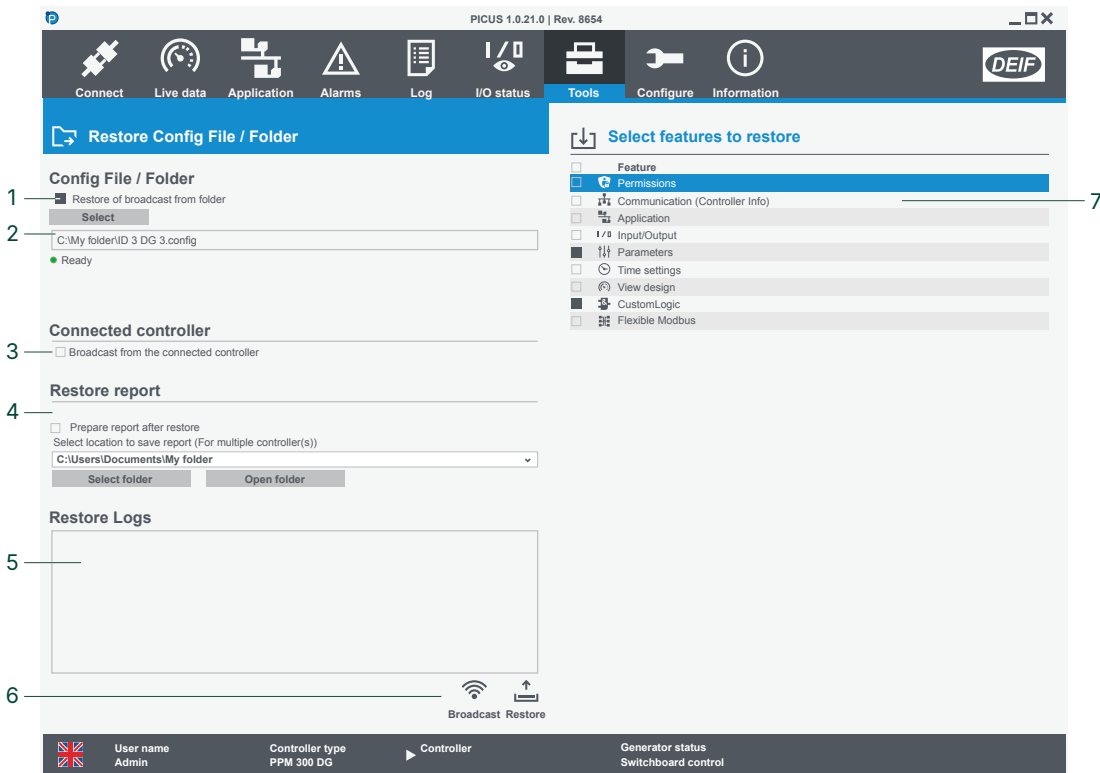 PICUS 1.0.21.0 | Rev. 8654
Connect Live data Application Alarms Log I/O status Tools Configure Information
DEIF
Restore Config File / Folder
Select features to restore
Config File / Folder
1
Restore of broadcast from folder
Select
2
C:\My folder\ID 3 DG 3.config
Ready
Connected controller
3
Broadcast from the connected controller
Restore report
4
Prepare report after restore
Select location to save report (For multiple controller(s))
C:\Users\Documents\My folder
Select folder Open folder
Restore Logs
5
6
Broadcast Restore
Feature
Permissions
Communication (Controller Info)
7
Application
Input/Output
Parameters
Time settings
View design
CustomLogic
Flexible Modbus
User name Controller type Controller Generator status
Admin PPM 300 DG Switchboard control